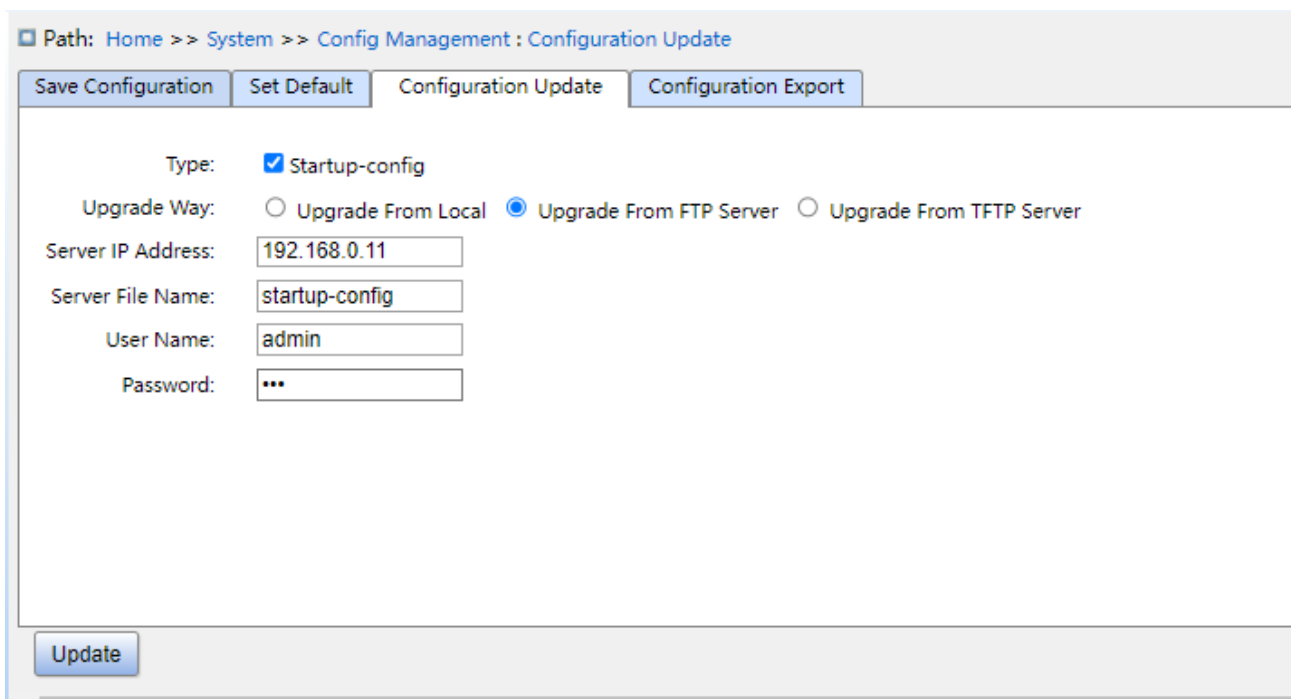 Path: Home >> System >> Config Management : Configuration Update
Save Configuration Set Default Configuration Update Configuration Export
Type: Startup-config
Upgrade Way: Upgrade From Local Upgrade From FTP Server Upgrade From TFTP Server
Server IP Address: 192.168.0.11
Server File Name: startup-config
User Name: admin
Password: •••
Update